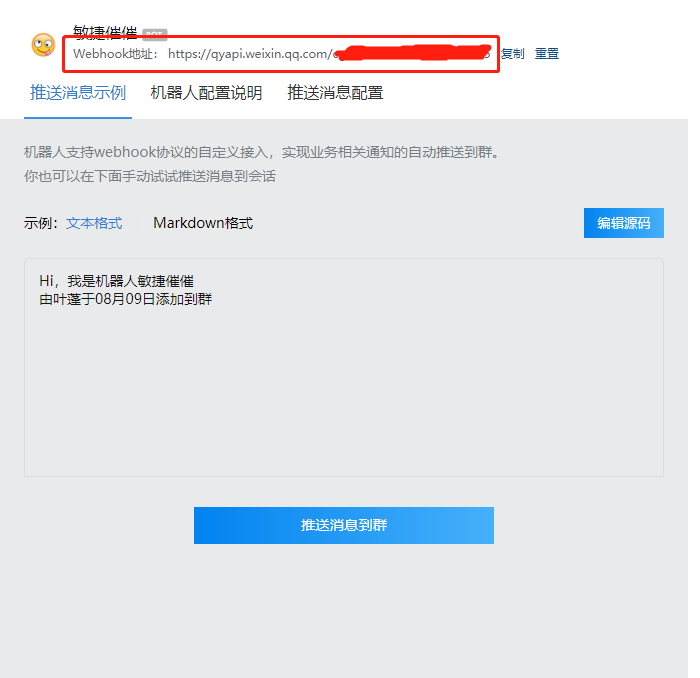 敏捷催催 BOT
Webhook地址： https://qyapi.weixin.qq.com/ 复制 重置
推送消息示例 机器人配置说明 推送消息配置
机器人支持webhook协议的自定义接入，实现业务相关通知的自动推送到群。
你也可以在下面手动试试推送消息到会话
示例： 文本格式 Markdown格式 编辑源码
Hi，我是机器人敏捷催催
由叶蓬于08月09日添加到群
推送消息到群